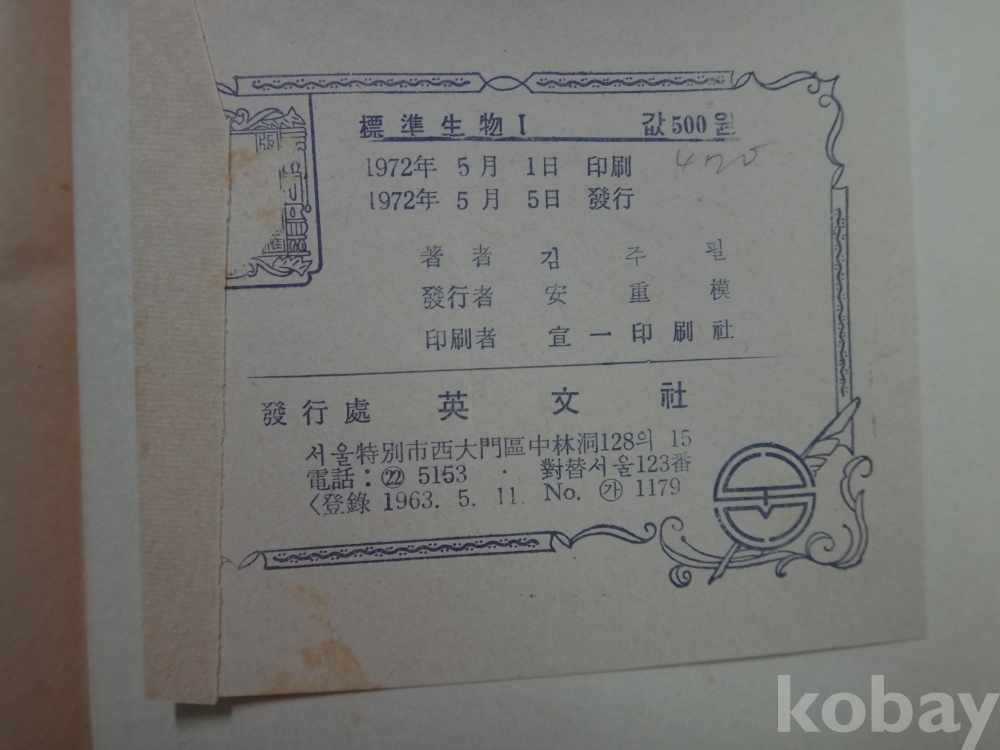 標準生物 I 값 500 원
420
1972年 5月 1日 印刷
1972年 5月 5日 發行
著者 김주필
發行者 安重模
印刷者 宣一印刷社
發行處 英文社
서울特別市西大門區中林洞128의 15
電話: ㉒ 5153 · 對替서울123番
<登錄 1963. 5. 11. No. ㉮ 1179
kobay